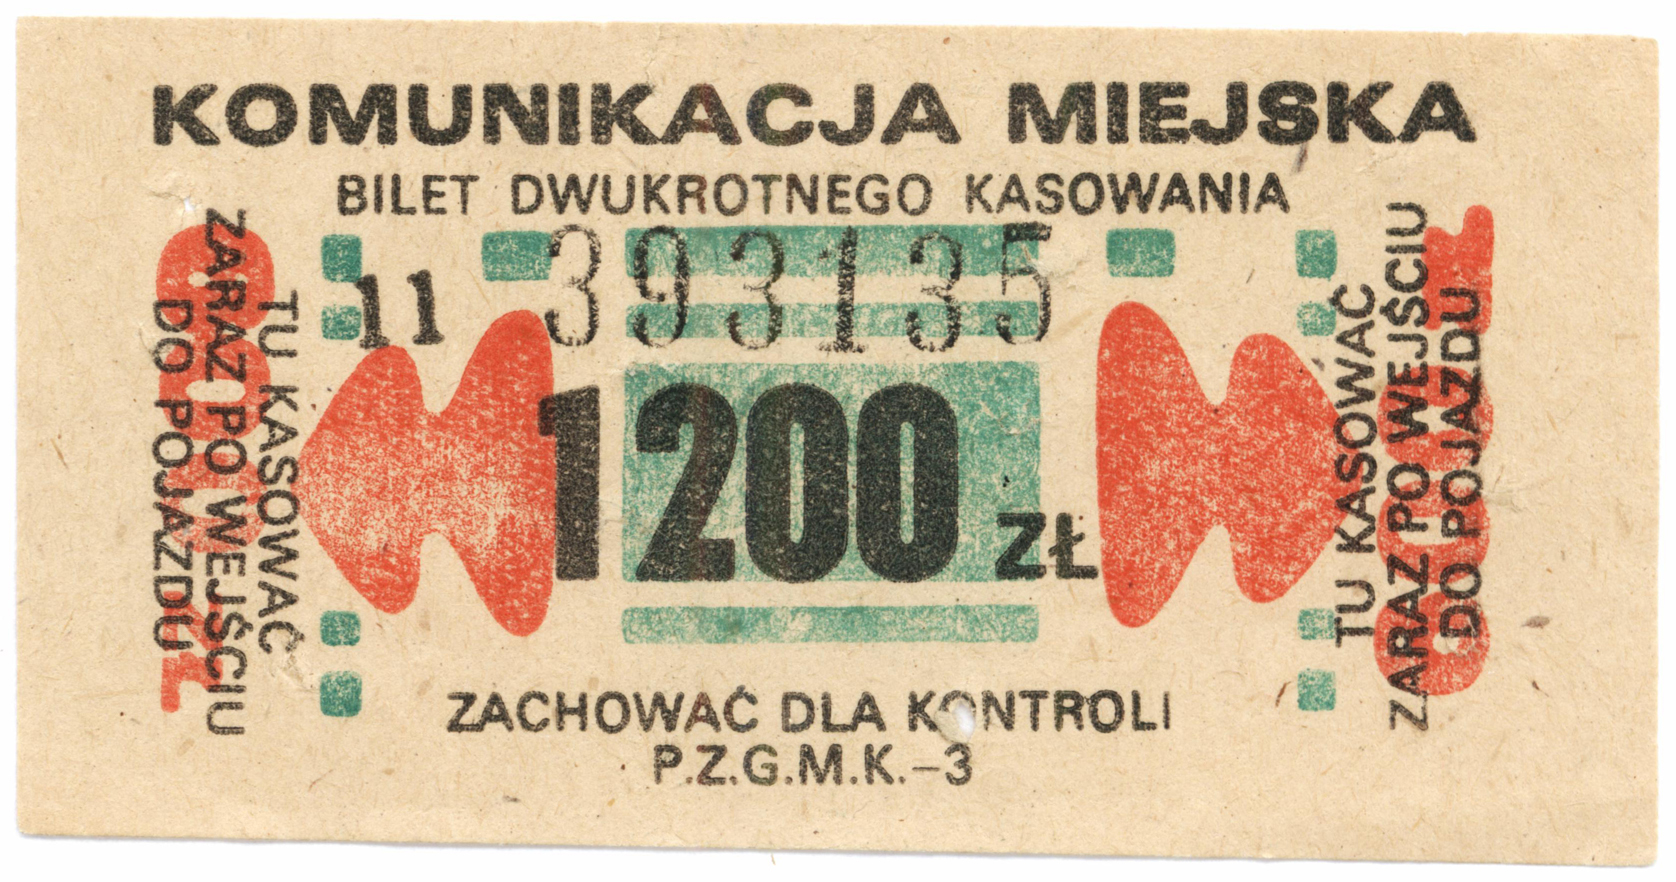 KOMUNIKACJA MIEJSKA
BILET DWUKROTNEGO KASOWANIA
11 393135
1200 ZŁ
TU KASOWAĆ
ZARAZ PO WEJŚCIU
DO POJAZDU
TU KASOWAĆ
ZARAZ PO WEJŚCIU
DO POJAZDU
ZACHOWAĆ DLA KONTROLI
P.Z.G.M.K.–3